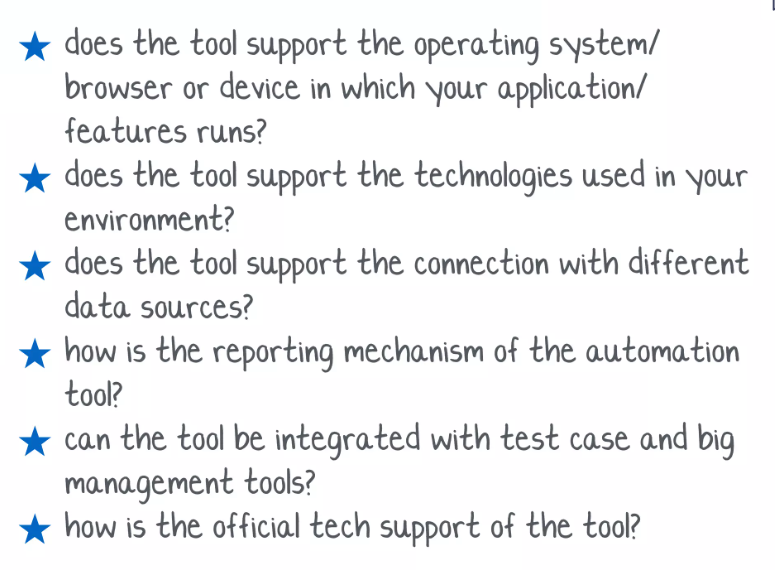 ★ does the tool support the operating system/
browser or device in which your application/
features runs?
★ does the tool support the technologies used in your
environment?
★ does the tool support the connection with different
data sources?
★ how is the reporting mechanism of the automation
tool?
★ can the tool be integrated with test case and big
management tools?
★ how is the official tech support of the tool?